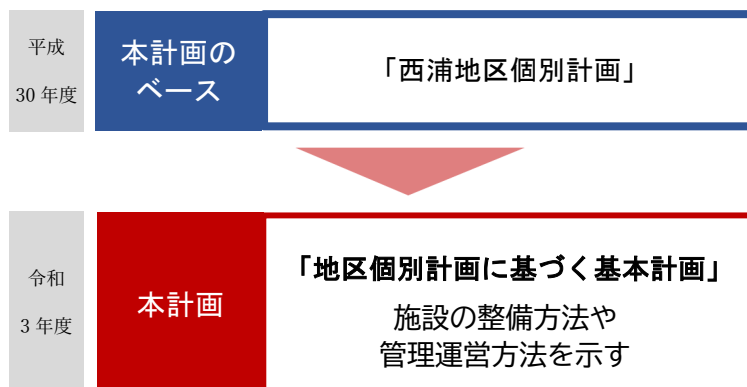 平成
30 年度
本計画の
ベース
「西浦地区個別計画」
令和
3 年度
本計画
「地区個別計画に基づく基本計画」
施設の整備方法や
管理運営方法を示す